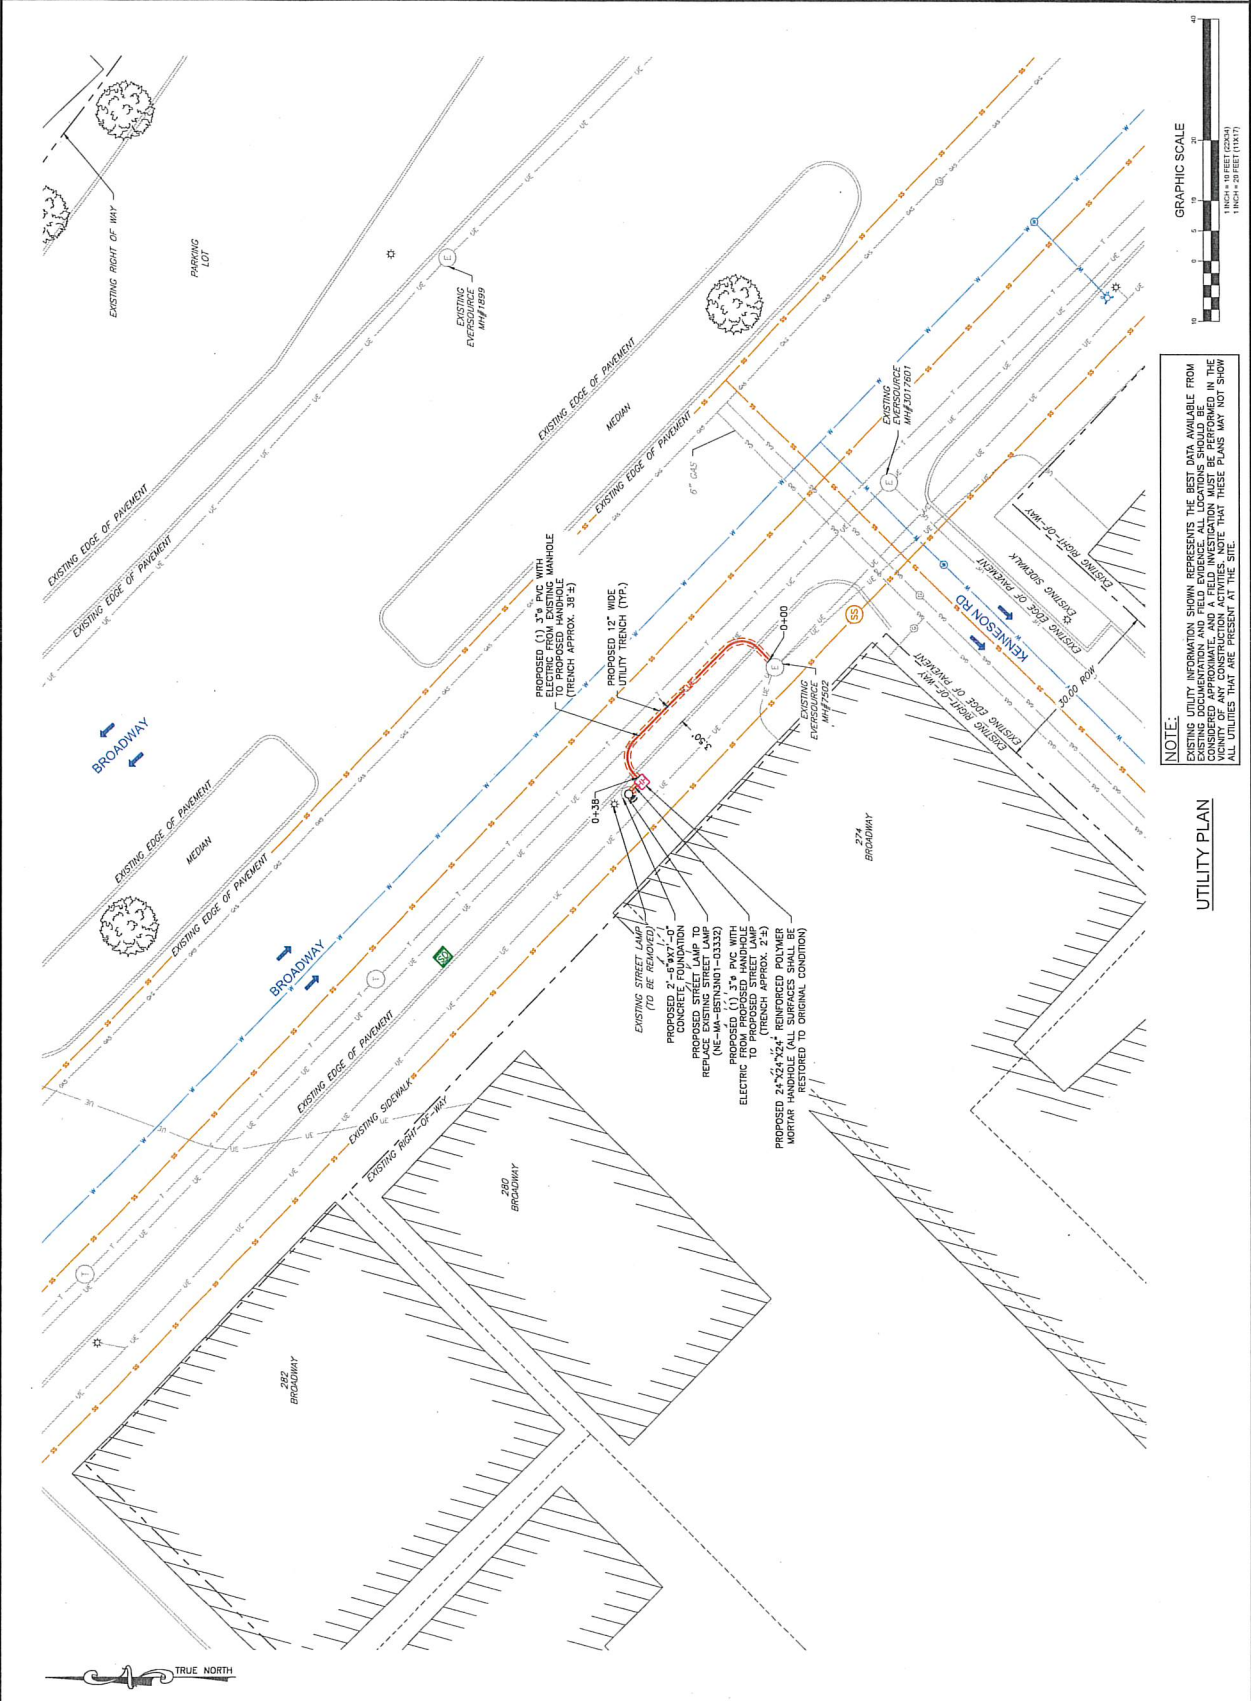 TRUE NORTH
EXISTING RIGHT OF WAY
PARKING
LOT
EXISTING
EVERSOURCE
MH#1899
EXISTING EDGE OF PAVEMENT
EXISTING EDGE OF PAVEMENT
BROADWAY
EXISTING EDGE OF PAVEMENT
MEDIAN
EXISTING EDGE OF PAVEMENT
EXISTING EDGE OF PAVEMENT
MEDIAN
EXISTING EDGE OF PAVEMENT
BROADWAY
EXISTING EDGE OF PAVEMENT
EXISTING SIDEWALK
EXISTING RIGHT-OF-WAY
282
BROADWAY
280
BROADWAY
274
BROADWAY
PROPOSED (1) 3"ø PVC WITH
ELECTRIC FROM EXISTING MANHOLE
TO PROPOSED HANDHOLE
(TRENCH APPROX. 38'±)
PROPOSED 12" WIDE
UTILITY TRENCH (TYP.)
6" GAS
EXISTING
EVERSOURCE
MH#3017601
0+00
0+38
3.50'
EXISTING
EVERSOURCE
MH#7502
SS
E
E
E
T
T
SD
HH
EXISTING STREET LAMP
(TO BE REMOVED)
PROPOSED 2'-6"øX7'-0"
CONCRETE FOUNDATION
PROPOSED STREET LAMP TO
REPLACE EXISTING STREET LAMP
(NE-MA-BSTN3N01-03332)
PROPOSED (1) 3"ø PVC WITH
ELECTRIC FROM PROPOSED HANDHOLE
TO PROPOSED STREET LAMP
(TRENCH APPROX. 2'±)
PROPOSED 24"X24"X24" REINFORCED POLYMER
MORTAR HANDHOLE (ALL SURFACES SHALL BE
RESTORED TO ORIGINAL CONDITION)
EXISTING RIGHT-OF-WAY
EXISTING EDGE OF PAVEMENT
KENNESON RD
EXISTING EDGE OF PAVEMENT
EXISTING SIDEWALK
EXISTING RIGHT-OF-WAY
30.00 ROW
UTILITY PLAN
NOTE:
EXISTING UTILITY INFORMATION SHOWN REPRESENTS THE BEST DATA AVAILABLE FROM
EXISTING DOCUMENTATION AND FIELD EVIDENCE. ALL LOCATIONS SHOULD BE
CONSIDERED APPROXIMATE, AND A FIELD INVESTIGATION MUST BE PERFORMED IN THE
VICINITY OF ANY CONSTRUCTION ACTIVITIES. NOTE THAT THESE PLANS MAY NOT SHOW
ALL UTILITIES THAT ARE PRESENT AT THE SITE.
GRAPHIC SCALE
10 0 5 10 20 40
1 INCH = 10 FEET (22X34)
1 INCH = 20 FEET (11X17)